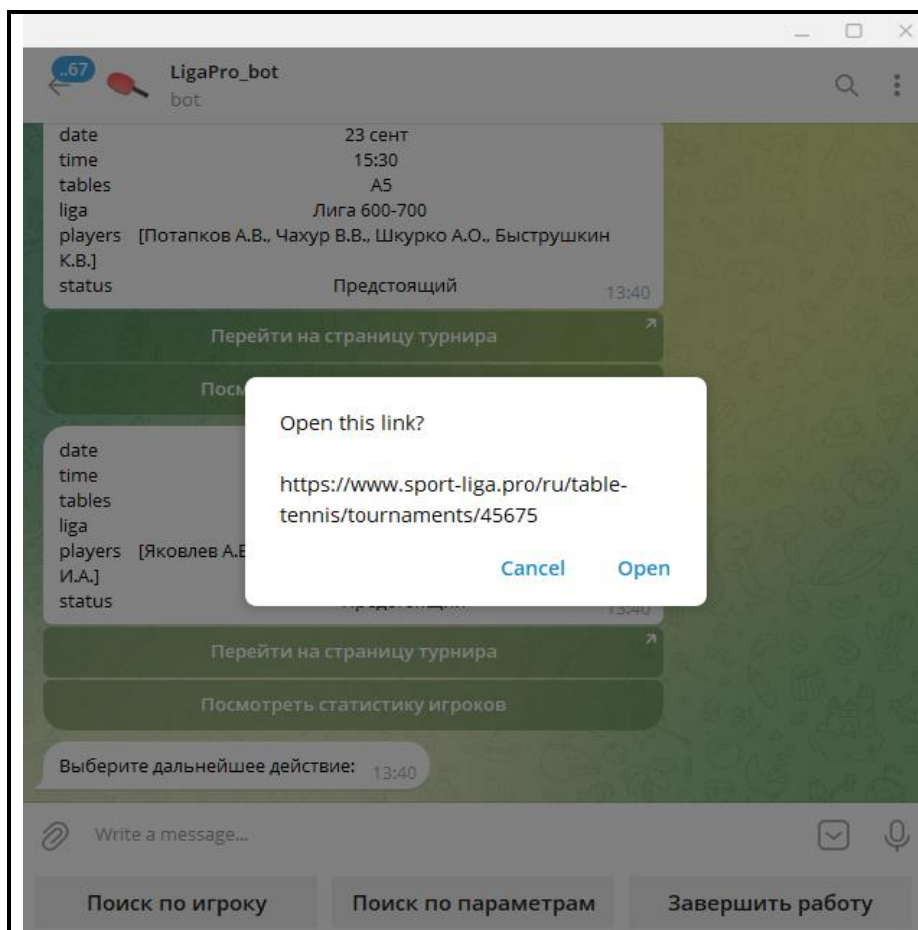 ..67
LigaPro_bot
bot
date 23 сент
time 15:30
tables A5
liga Лига 600-700
players [Потапков А.В., Чахур В.В., Шкурко А.О., Быструшкин
К.В.]
status Предстоящий 13:40
Перейти на страницу турнира
Посм
Open this link?
https://www.sport-liga.pro/ru/table-
tennis/tournaments/45675
Cancel Open
date
time
tables
liga
players [Яковлев А.Е
И.А.]
status 13:40
Перейти на страницу турнира
Посмотреть статистику игроков
Выберите дальнейшее действие: 13:40
Write a message...
Поиск по игроку Поиск по параметрам Завершить работу